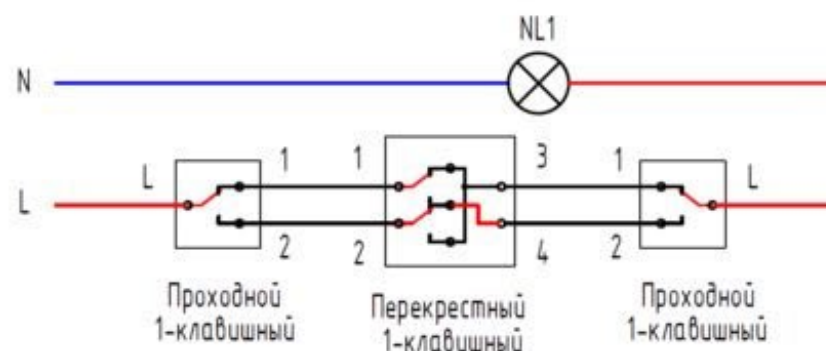 NL1
N
L
L
1
2
1
2
3
4
1
2
L
Проходной
1-клавишный
Перекрестный
1-клавишный
Проходной
1-клавишный